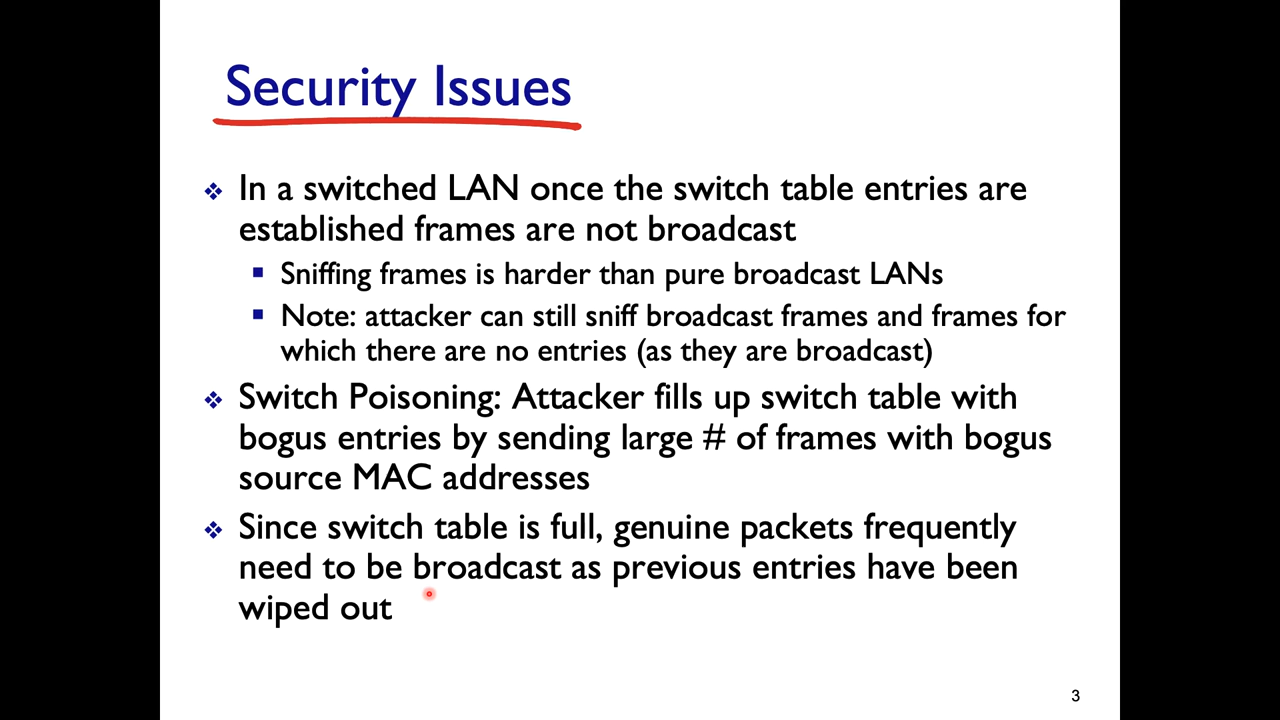 Security Issues
In a switched LAN once the switch table entries are
established frames are not broadcast
Sniffing frames is harder than pure broadcast LANs
Note: attacker can still sniff broadcast frames and frames for
which there are no entries (as they are broadcast)
Switch Poisoning: Attacker fills up switch table with
bogus entries by sending large # of frames with bogus
source MAC addresses
Since switch table is full, genuine packets frequently
need to be broadcast as previous entries have been
wiped out
3